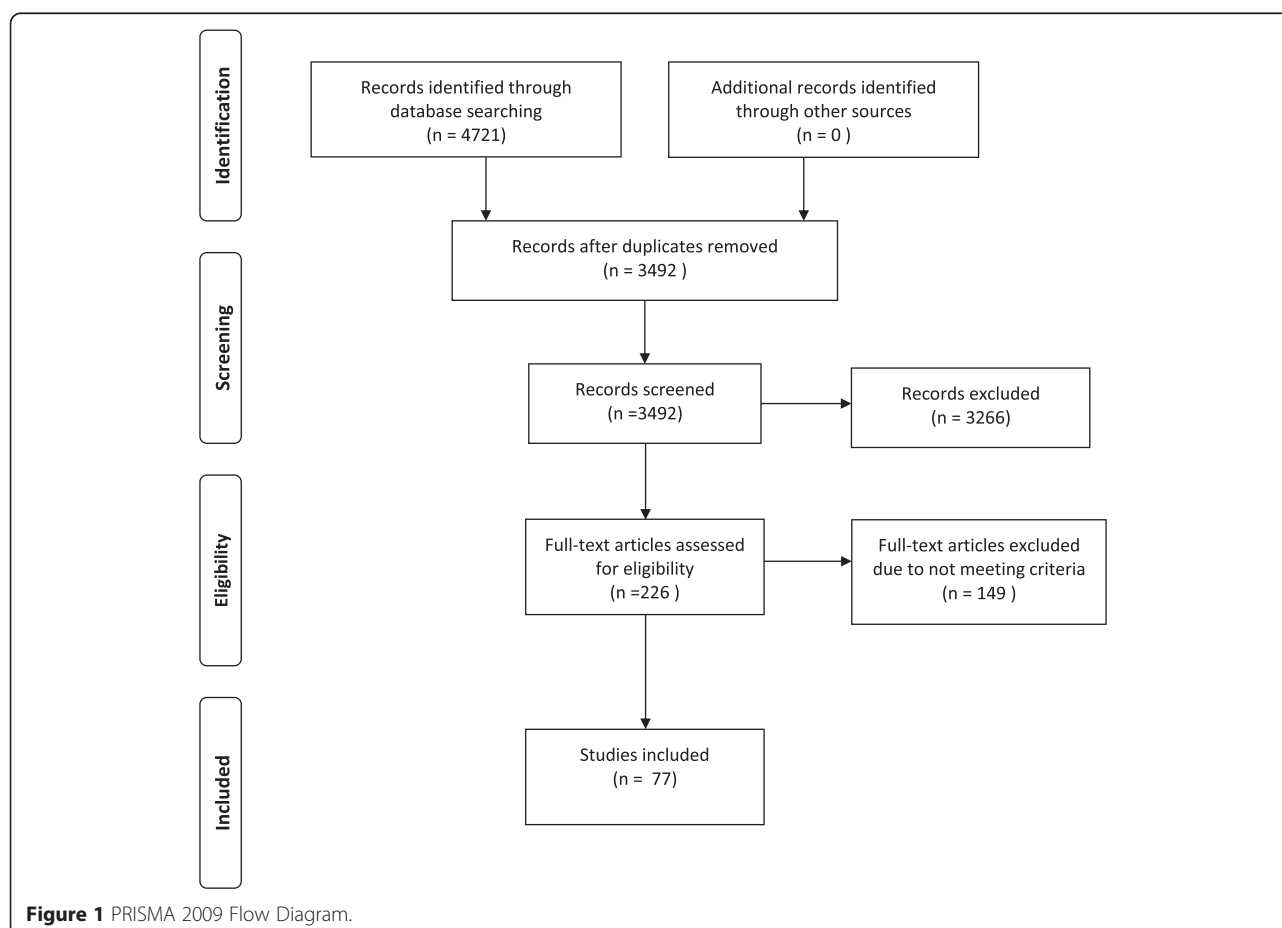 Identification
Records identified through
database searching
(n = 4721)
Additional records identified
through other sources
(n = 0 )
Records after duplicates removed
(n = 3492 )
Screening
Records screened
(n =3492)
Records excluded
(n = 3266)
Eligibility
Full-text articles assessed
for eligibility
(n =226 )
Full-text articles excluded
due to not meeting criteria
(n = 149 )
Included
Studies included
(n =  77)
Figure 1 PRISMA 2009 Flow Diagram.